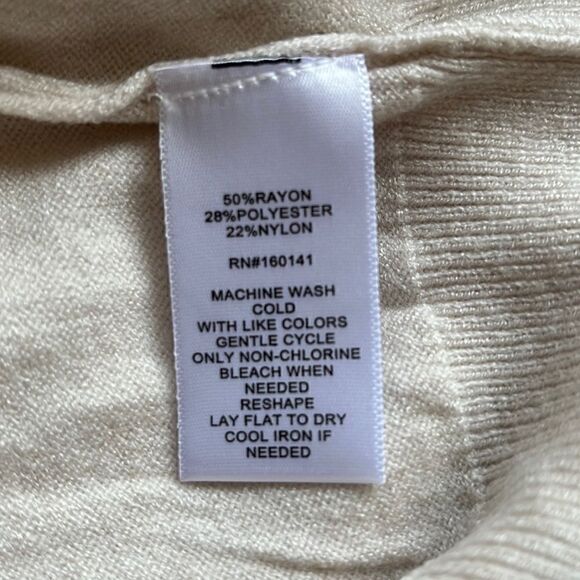 50%RAYON
28%POLYESTER
22%NYLON
RN#160141
MACHINE WASH
COLD
WITH LIKE COLORS
GENTLE CYCLE
ONLY NON-CHLORINE
BLEACH WHEN
NEEDED
RESHAPE
LAY FLAT TO DRY
COOL IRON IF
NEEDED